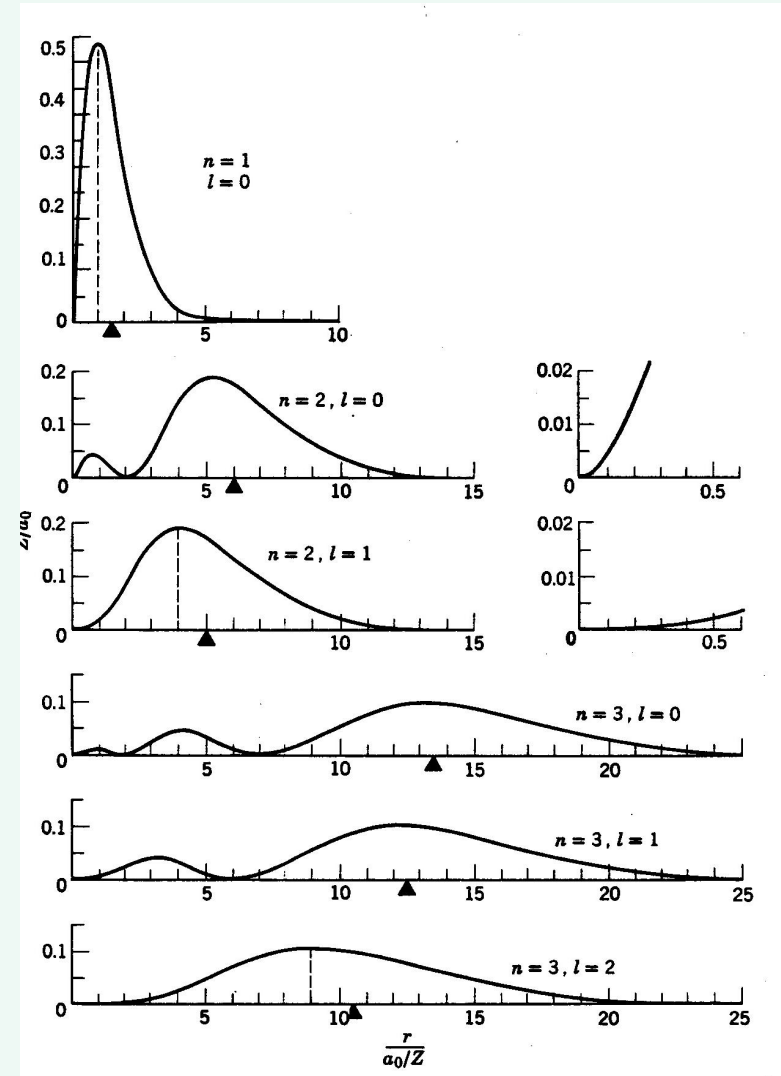 0.5
0.4
0.3
0.2
0.1
0
n = 1
l = 0
5 10
0.2
0.1
0
n = 2, l = 0
5 10 15
0.02
0.01
0
0.5
0.2
0.1
0
n = 2, l = 1
5 10 15
0.02
0.01
0
0.5
Z/a₀
0.1
0
n = 3, l = 0
5 10 15 20
0.1
0
n = 3, l = 1
5 10 15 20 25
0.1
0
n = 3, l = 2
5 10 15 20 25
r
a₀/Z